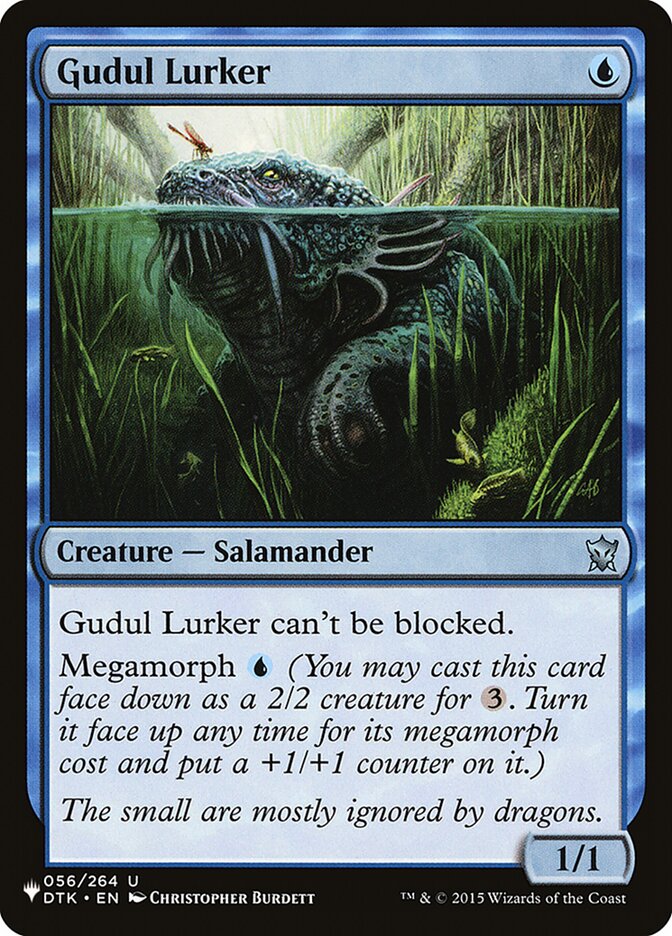 Gudul Lurker
Creature — Salamander
Gudul Lurker can't be blocked.
Megamorph (You may cast this card
face down as a 2/2 creature for 3. Turn
it face up any time for its megamorph
cost and put a +1/+1 counter on it.)
The small are mostly ignored by dragons.
1/1
056/264 U
DTK • EN Christopher Burdett
™ & © 2015 Wizards of the Coast